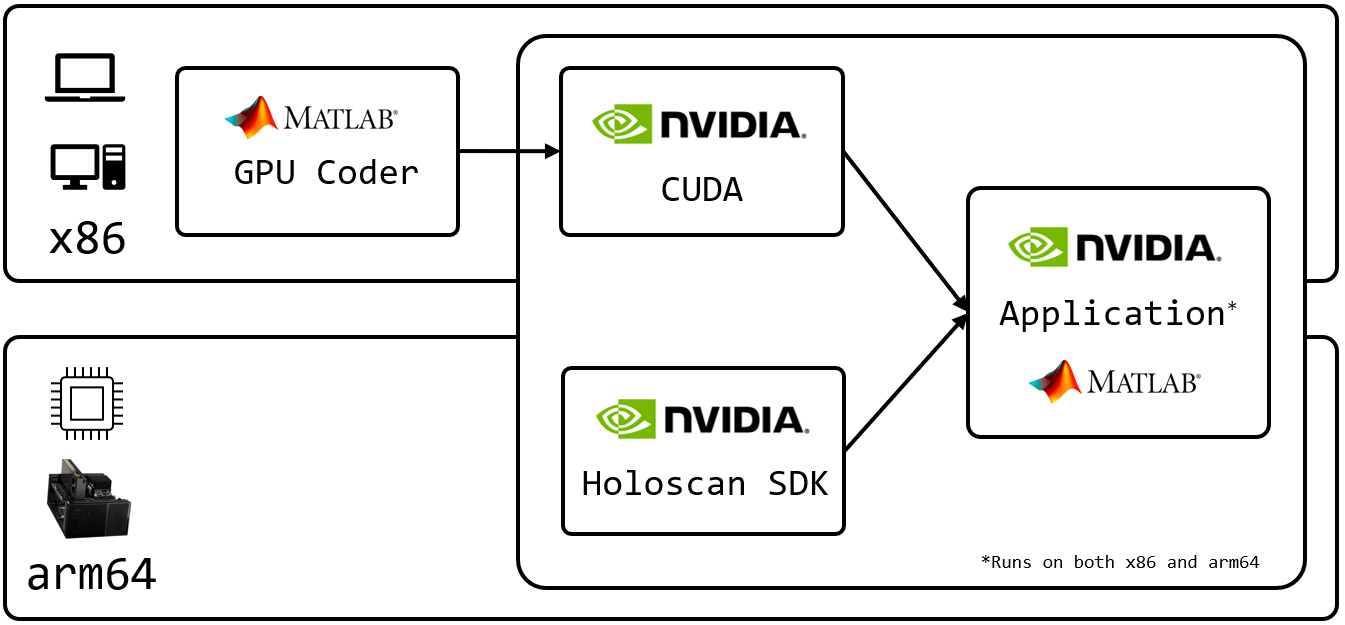 MATLAB®
GPU Coder
x86
NVIDIA.
CUDA
NVIDIA.
Application*
MATLAB®
NVIDIA.
Holoscan SDK
arm64
*Runs on both x86 and arm64